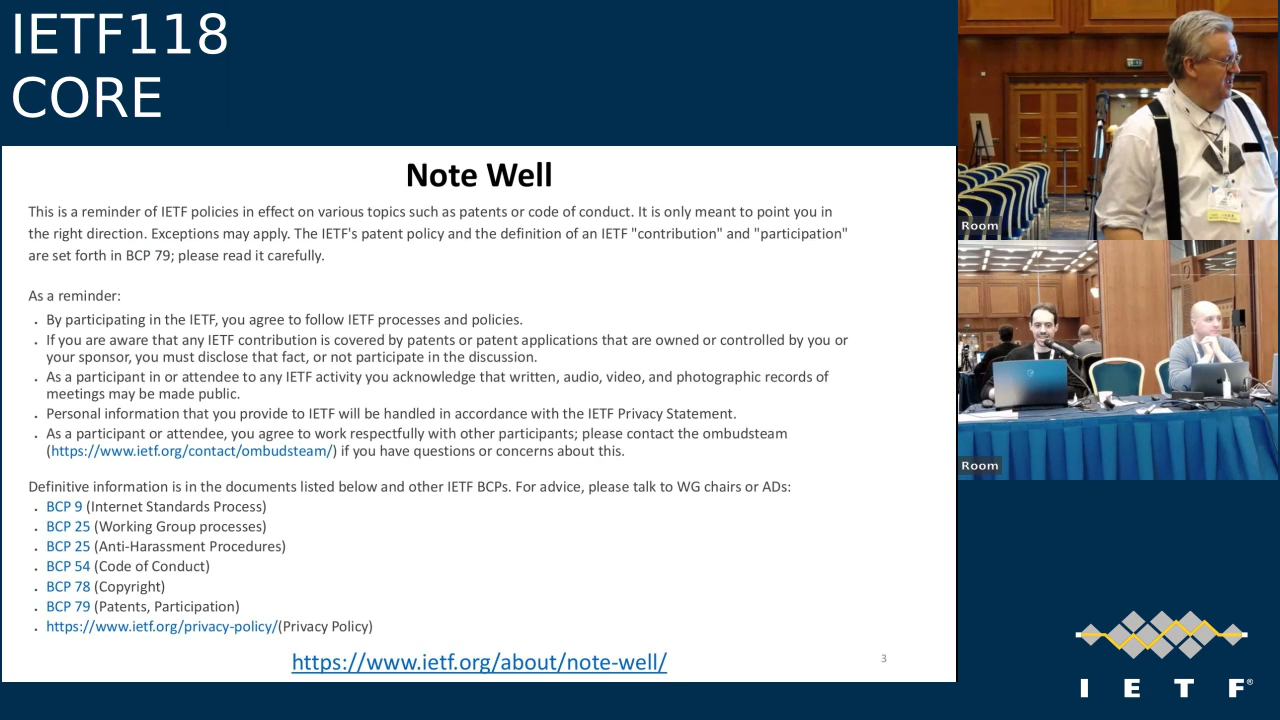 IETF118
CORE
Note Well
This is a reminder of IETF policies in effect on various topics such as patents or code of conduct. It is only meant to point you in
the right direction. Exceptions may apply. The IETF's patent policy and the definition of an IETF "contribution" and "participation"
are set forth in BCP 79; please read it carefully.
As a reminder:
. By participating in the IETF, you agree to follow IETF processes and policies.
. If you are aware that any IETF contribution is covered by patents or patent applications that are owned or controlled by you or
your sponsor, you must disclose that fact, or not participate in the discussion.
. As a participant in or attendee to any IETF activity you acknowledge that written, audio, video, and photographic records of
meetings may be made public.
. Personal information that you provide to IETF will be handled in accordance with the IETF Privacy Statement.
. As a participant or attendee, you agree to work respectfully with other participants; please contact the ombudsteam
(https://www.ietf.org/contact/ombudsteam/) if you have questions or concerns about this.
Definitive information is in the documents listed below and other IETF BCPs. For advice, please talk to WG chairs or ADs:
. BCP 9 (Internet Standards Process)
. BCP 25 (Working Group processes)
. BCP 25 (Anti-Harassment Procedures)
. BCP 54 (Code of Conduct)
. BCP 78 (Copyright)
. BCP 79 (Patents, Participation)
. https://www.ietf.org/privacy-policy/(Privacy Policy)
https://www.ietf.org/about/note-well/
3
Room
Room
I E T F®